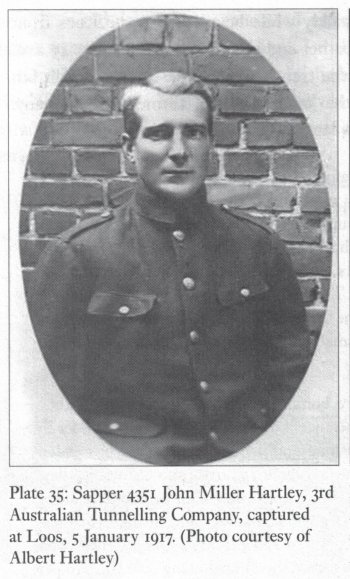 Plate 35: Sapper 4351 John Miller Hartley, 3rd
Australian Tunnelling Company, captured
at Loos, 5 January 1917. (Photo courtesy of
Albert Hartley)